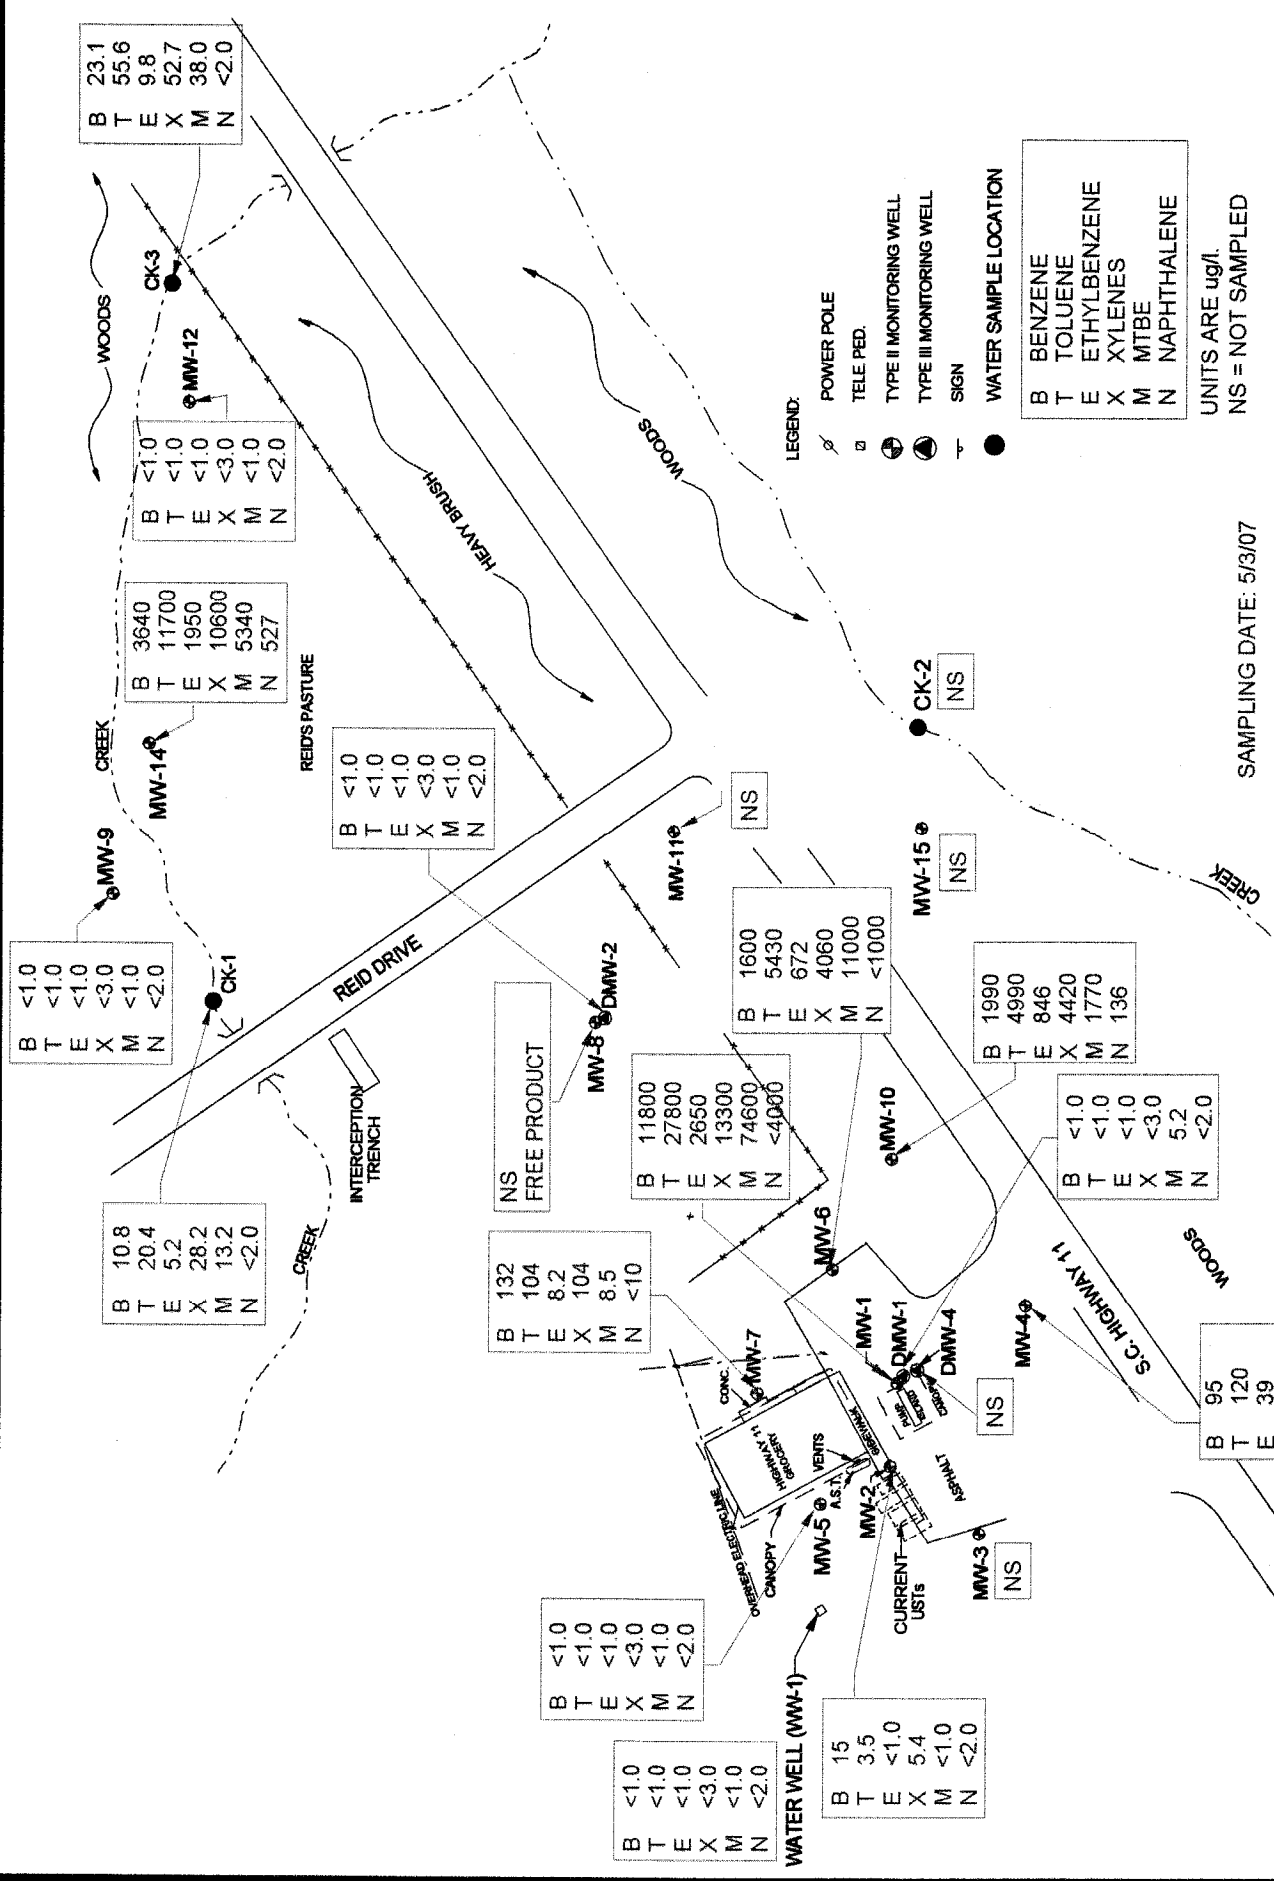 B 23.1
T 55.6
E 9.8
X 52.7
M 38.0
N <2.0
WOODS
CK-3
MW-12
B <1.0
T <1.0
E <1.0
X <3.0
M <1.0
N <2.0
B 3640
T 11700
E 1950
X 10600
M 5340
N 527
MW-14
CREEK
REID'S PASTURE
HEAVY BRUSH
WOODS
MW-9
B <1.0
T <1.0
E <1.0
X <3.0
M <1.0
N <2.0
CK-1
B 10.8
T 20.4
E 5.2
X 28.2
M 13.2
N <2.0
REID DRIVE
INTERCEPTION
TRENCH
CREEK
B <1.0
T <1.0
E <1.0
X <3.0
M <1.0
N <2.0
MW-8
DMW-2
NS
FREE PRODUCT
MW-11
NS
B 11800
T 27800
E 2650
X 13300
M 74600
N <4000
B 1600
T 5430
E 672
X 4060
M 11000
N <1000
B 132
T 104
E 8.2
X 104
M 8.5
N <10
MW-6
MW-7
CONC.
HIGHWAY 11
GROCERY
SIDEWALK
OVERHEAD ELECTRIC LINE
CANOPY
VENTS
A.S.T.
MW-1
DMW-1
DMW-4
NS
PUMP
ISLAND
CANOPY
ASPHALT
MW-5
MW-2
CURRENT
USTs
MW-3
NS
B <1.0
T <1.0
E <1.0
X <3.0
M <1.0
N <2.0
B <1.0
T <1.0
E <1.0
X <3.0
M <1.0
N <2.0
WATER WELL (WW-1)
B 15
T 3.5
E <1.0
X 5.4
M <1.0
N <2.0
MW-10
B 1990
T 4990
E 846
X 4420
M 1770
N 136
B <1.0
T <1.0
E <1.0
X <3.0
M 5.2
N <2.0
MW-4
B 95
T 120
E 39
S.C. HIGHWAY 11
WOODS
MW-15
NS
CK-2
NS
CREEK
LEGEND:
POWER POLE
TELE PED.
TYPE II MONITORING WELL
TYPE III MONITORING WELL
SIGN
WATER SAMPLE LOCATION
B BENZENE
T TOLUENE
E ETHYLBENZENE
X XYLENES
M MTBE
N NAPHTHALENE
UNITS ARE ug/l.
NS = NOT SAMPLED
SAMPLING DATE: 5/3/07